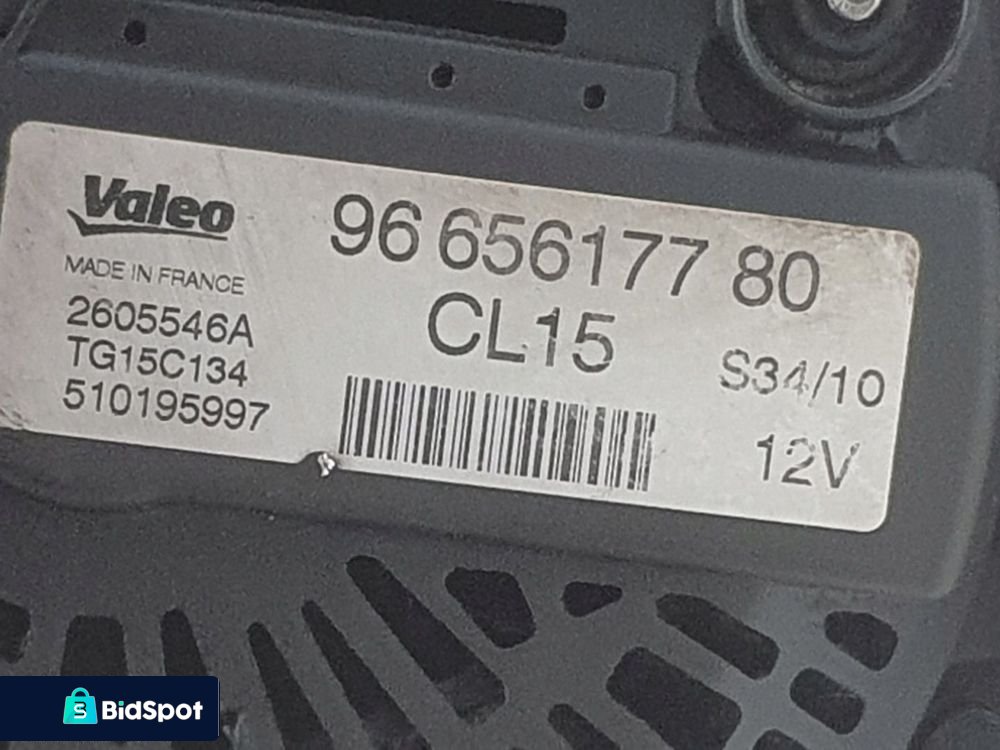 Valeo
MADE IN FRANCE
2605546A
TG15C134
510195997
96 656177 80
CL15
S34/10
12V
S BidSpot